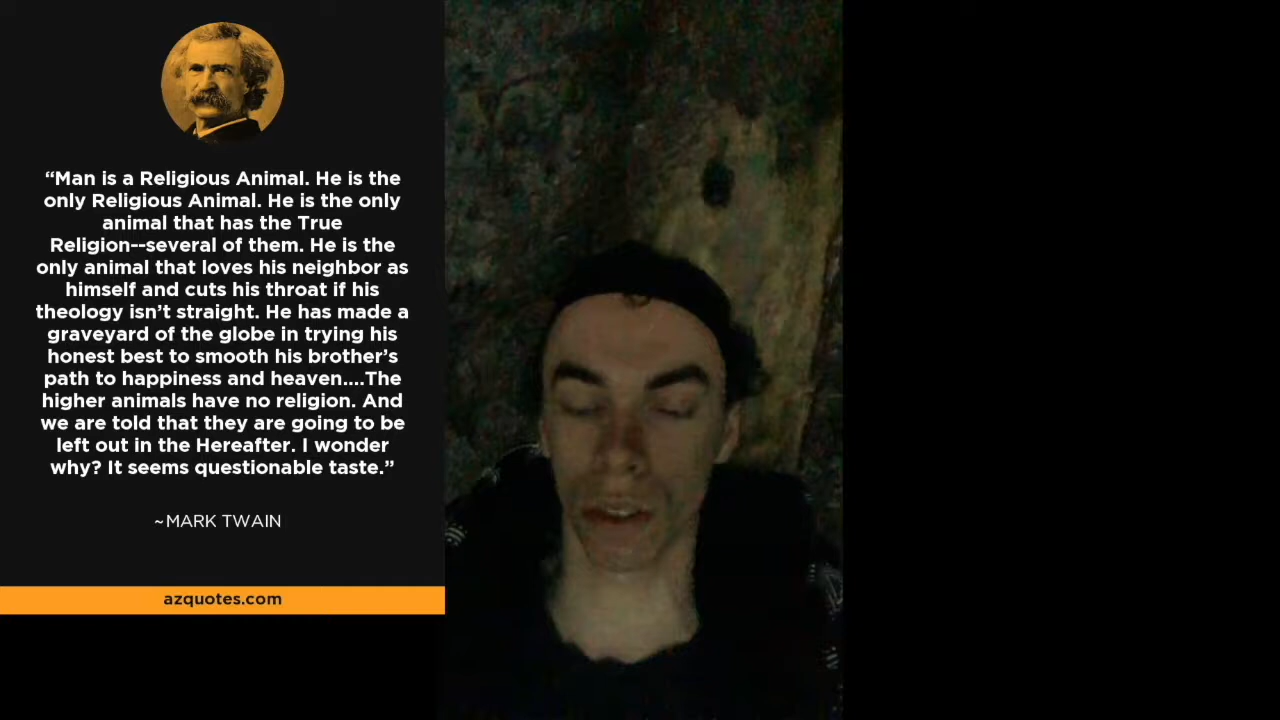 “Man is a Religious Animal. He is the
only Religious Animal. He is the only
animal that has the True
Religion--several of them. He is the
only animal that loves his neighbor as
himself and cuts his throat if his
theology isn’t straight. He has made a
graveyard of the globe in trying his
honest best to smooth his brother’s
path to happiness and heaven....The
higher animals have no religion. And
we are told that they are going to be
left out in the Hereafter. I wonder
why? It seems questionable taste.”
~MARK TWAIN
azquotes.com